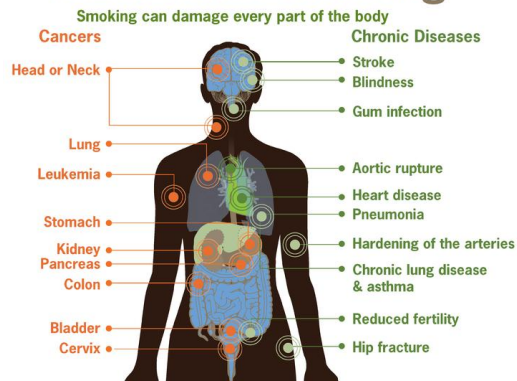 Smoking can damage every part of the body
Cancers
Head or Neck
Lung
Leukemia
Stomach
Kidney
Pancreas
Colon
Bladder
Cervix
Chronic Diseases
Stroke
Blindness
Gum infection
Aortic rupture
Heart disease
Pneumonia
Hardening of the arteries
Chronic lung disease
& asthma
Reduced fertility
Hip fracture